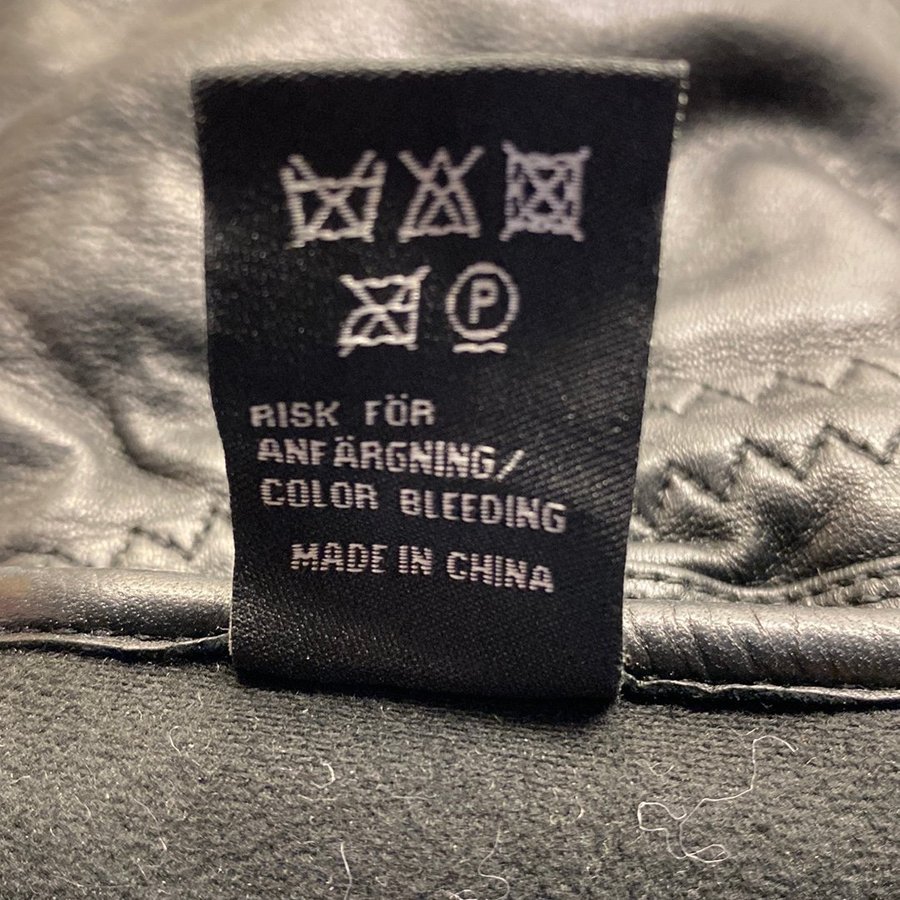 P
RISK FÖR
ANFÄRGNING/
COLOR BLEEDING
MADE IN CHINA